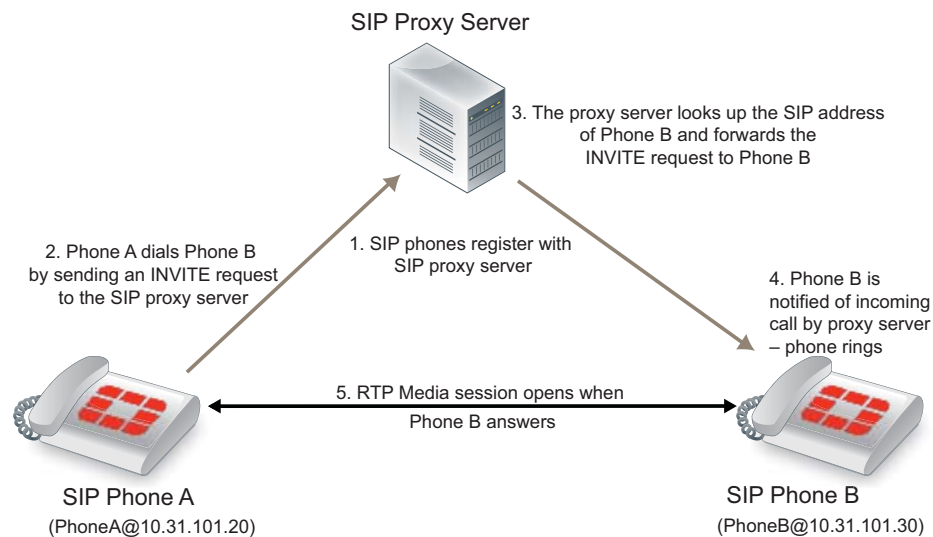 SIP Proxy Server
3. The proxy server looks up the SIP address
of Phone B and forwards the
INVITE request to Phone B
2. Phone A dials Phone B
by sending an INVITE request
to the SIP proxy server
1. SIP phones register with
SIP proxy server
4. Phone B is
notified of incoming
call by proxy server
– phone rings
5. RTP Media session opens when
Phone B answers
SIP Phone A
(PhoneA@10.31.101.20)
SIP Phone B
(PhoneB@10.31.101.30)